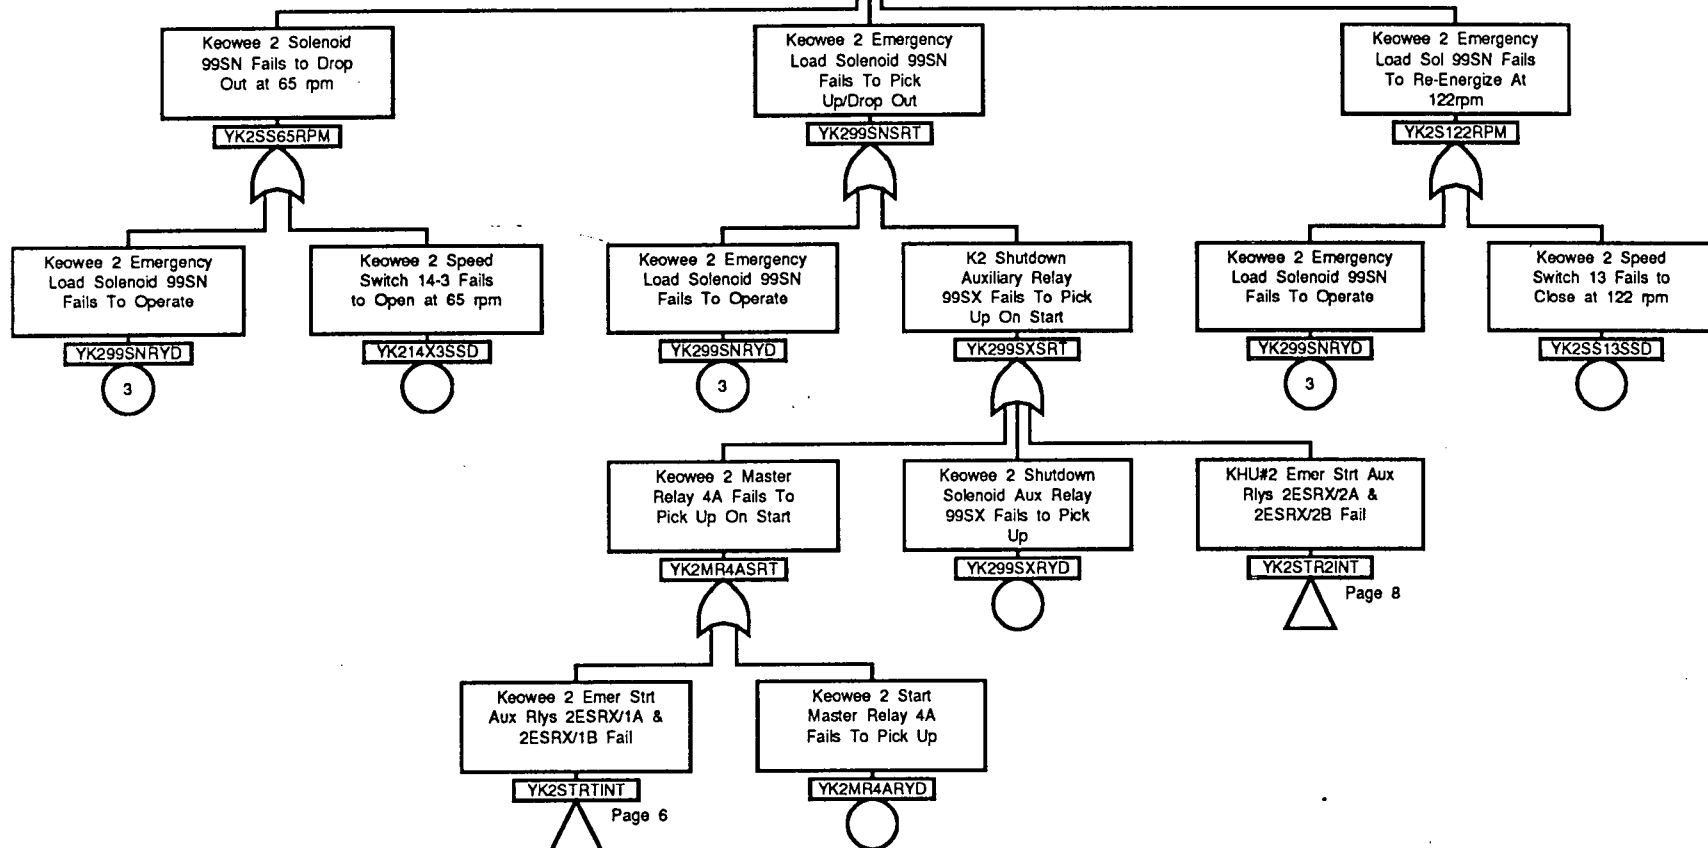 Keowee 2 Solenoid
99SN Fails to Drop
Out at 65 rpm
YK2SS65RPM
Keowee 2 Emergency
Load Solenoid 99SN
Fails To Pick
Up/Drop Out
YK299SNSRT
Keowee 2 Emergency
Load Sol 99SN Fails
To Re-Energize At
122rpm
YK2S122RPM
Keowee 2 Emergency
Load Solenoid 99SN
Fails To Operate
YK299SNRYD
3
Keowee 2 Speed
Switch 14-3 Fails
to Open at 65 rpm
YK214X3SSD
Keowee 2 Emergency
Load Solenoid 99SN
Fails To Operate
YK299SNRYD
3
K2 Shutdown
Auxiliary Relay
99SX Fails To Pick
Up On Start
YK299SXSRT
Keowee 2 Emergency
Load Solenoid 99SN
Fails To Operate
YK299SNRYD
3
Keowee 2 Speed
Switch 13 Fails to
Close at 122 rpm
YK2SS13SSD
Keowee 2 Master
Relay 4A Fails To
Pick Up On Start
YK2MR4ASRT
Keowee 2 Shutdown
Solenoid Aux Relay
99SX Fails to Pick
Up
YK299SXRYD
KHU#2 Emer Strt Aux
Rlys 2ESRX/2A &
2ESRX/2B Fail
YK2STR2INT
Page 8
Keowee 2 Emer Strt
Aux Rlys 2ESRX/1A &
2ESRX/1B Fail
YK2STRTINT
Page 6
Keowee 2 Start
Master Relay 4A
Fails To Pick Up
YK2MR4ARYD